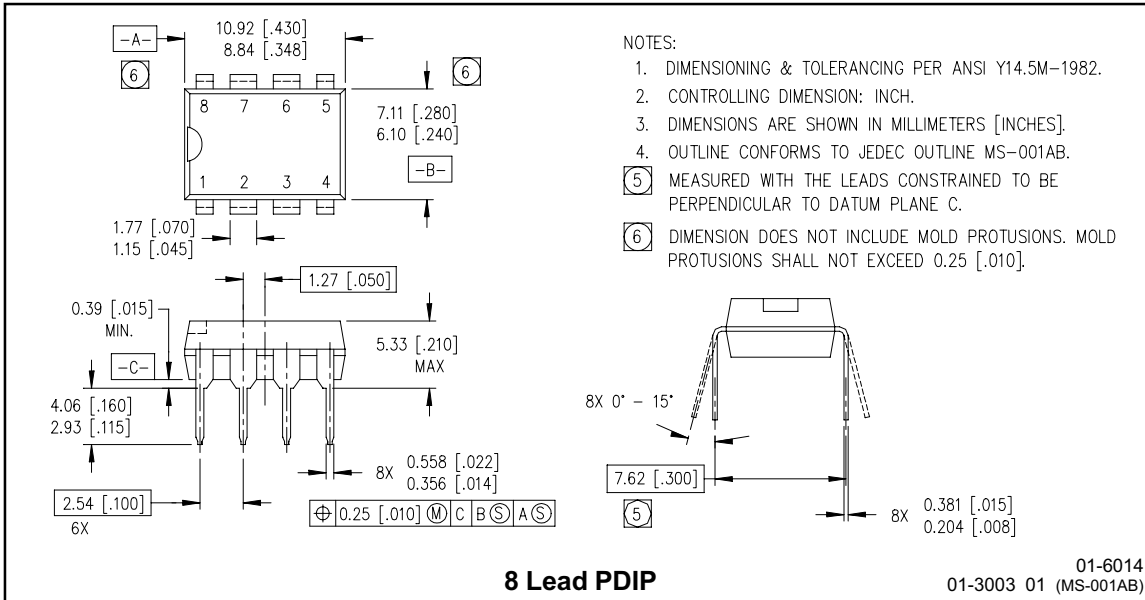 -A-
10.92 [.430]
8.84 [.348]
6
6
8 7 6 5
1 2 3 4
7.11 [.280]
6.10 [.240]
-B-
1.77 [.070]
1.15 [.045]
1.27 [.050]
0.39 [.015]
MIN.
-C-
5.33 [.210]
MAX
4.06 [.160]
2.93 [.115]
8X 0.558 [.022]
0.356 [.014]
2.54 [.100]
6X
⌖ 0.25 [.010] Ⓜ C B Ⓢ A Ⓢ
NOTES:
1. DIMENSIONING & TOLERANCING PER ANSI Y14.5M-1982.
2. CONTROLLING DIMENSION: INCH.
3. DIMENSIONS ARE SHOWN IN MILLIMETERS [INCHES].
4. OUTLINE CONFORMS TO JEDEC OUTLINE MS-001AB.
5 MEASURED WITH THE LEADS CONSTRAINED TO BE
PERPENDICULAR TO DATUM PLANE C.
6 DIMENSION DOES NOT INCLUDE MOLD PROTUSIONS. MOLD
PROTUSIONS SHALL NOT EXCEED 0.25 [.010].
8X 0° - 15°
7.62 [.300]
5
8X 0.381 [.015]
0.204 [.008]
8 Lead PDIP
01-6014
01-3003 01 (MS-001AB)